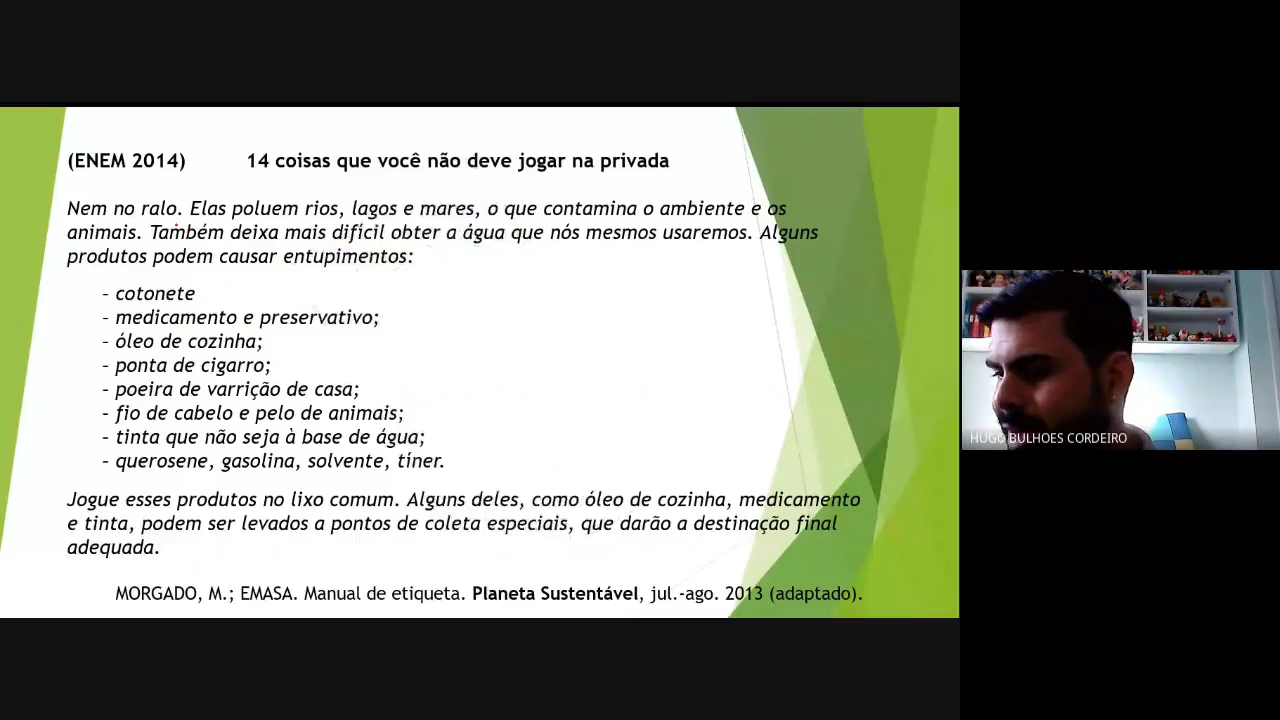 (ENEM 2014) 14 coisas que você não deve jogar na privada
Nem no ralo. Elas poluem rios, lagos e mares, o que contamina o ambiente e os
animais. Também deixa mais difícil obter a água que nós mesmos usaremos. Alguns
produtos podem causar entupimentos:
– cotonete
– medicamento e preservativo;
– óleo de cozinha;
– ponta de cigarro;
– poeira de varrição de casa;
– fio de cabelo e pelo de animais;
– tinta que não seja à base de água;
– querosene, gasolina, solvente, tíner.
Jogue esses produtos no lixo comum. Alguns deles, como óleo de cozinha, medicamento
e tinta, podem ser levados a pontos de coleta especiais, que darão a destinação final
adequada.
MORGADO, M.; EMASA. Manual de etiqueta. Planeta Sustentável, jul.-ago. 2013 (adaptado).
HUGO BULHOES CORDEIRO